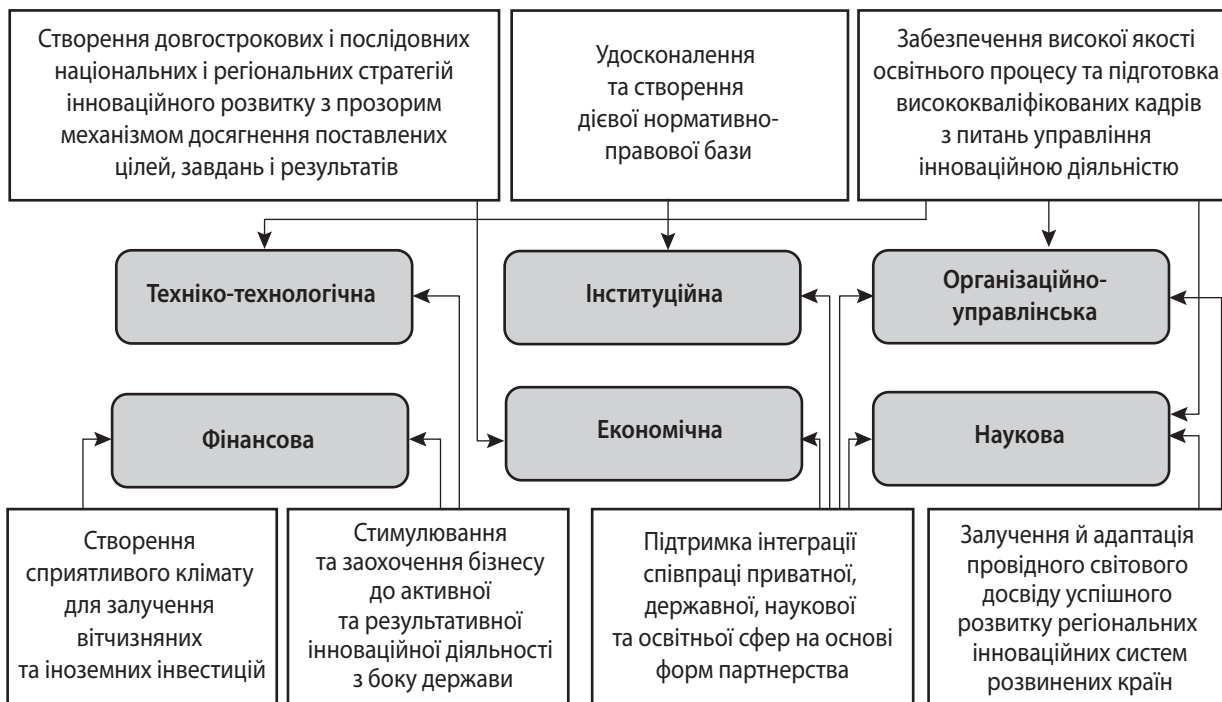 Створення довгострокових і послідовних
національних і регіональних стратегій
інноваційного розвитку з прозорим
механізмом досягнення поставлених
цілей, завдань і результатів
Удосконалення
та створення
дієвої нормативно-
правової бази
Забезпечення високої якості
освітнього процесу та підготовка
висококваліфікованих кадрів
з питань управління
інноваційною діяльністю
Техніко-технологічна
Інституційна
Організаційно-
управлінська
Фінансова
Економічна
Наукова
Створення
сприятливого клімату
для залучення
вітчизняних
та іноземних інвестицій
Стимулювання
та заохочення бізнесу
до активної
та результативної
інноваційної діяльності
з боку держави
Підтримка інтеграції
співпраці приватної,
державної, наукової
та освітньої сфер на основі
форм партнерства
Залучення й адаптація
провідного світового
досвіду успішного
розвитку регіональних
інноваційних систем
розвинених країн